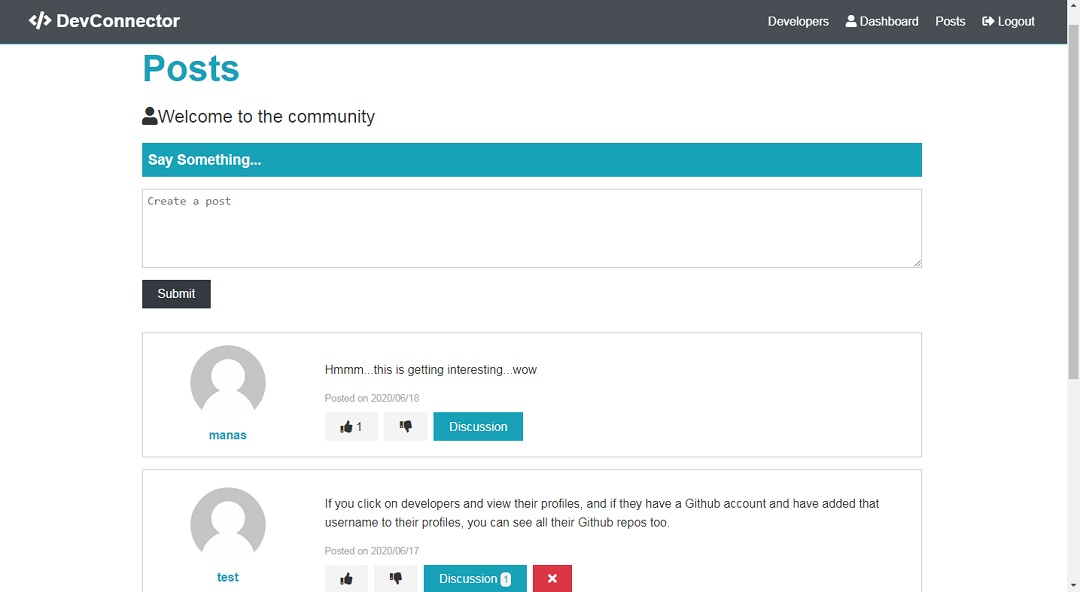 </> DevConnector
Developers Dashboard Posts Logout
Posts
Welcome to the community
Say Something...
Create a post
Submit
Hmmm...this is getting interesting...wow
Posted on 2020/06/18
1 Discussion
manas
If you click on developers and view their profiles, and if they have a Github account and have added that
username to their profiles, you can see all their Github repos too.
Posted on 2020/06/17
test
Discussion 1